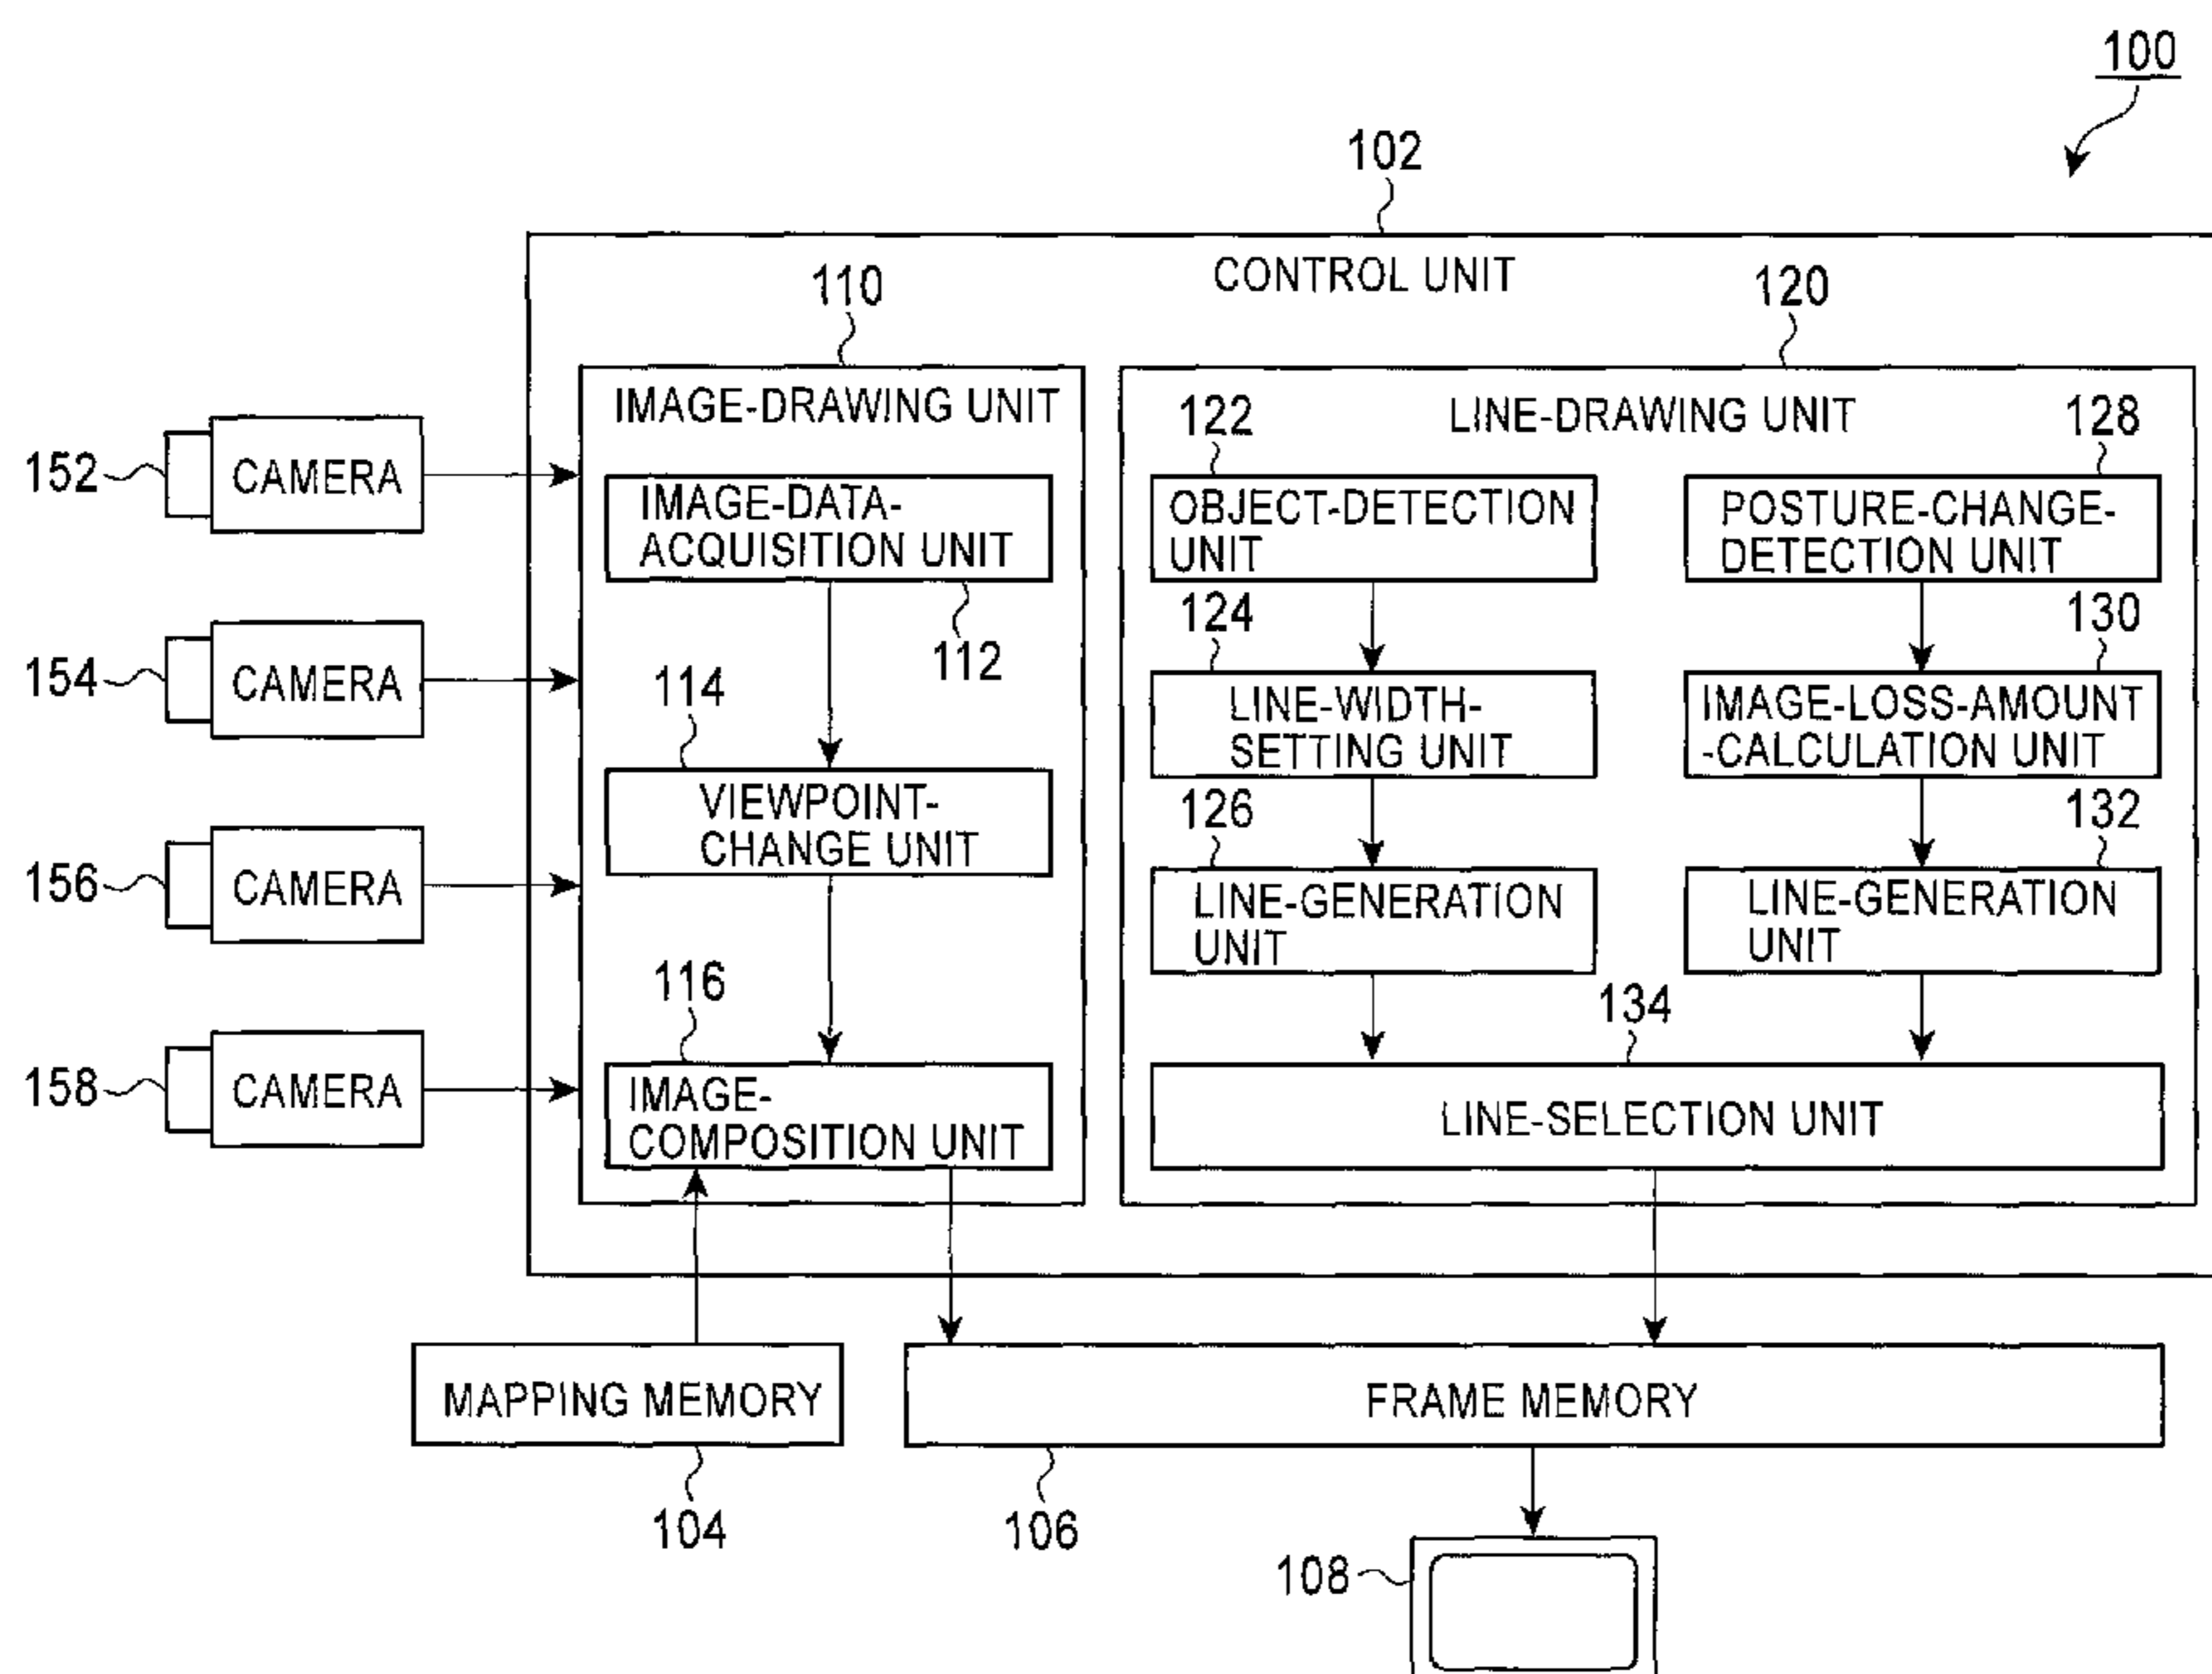 100
102
CONTROL UNIT
110
120
IMAGE-DRAWING UNIT
LINE-DRAWING UNIT
152
CAMERA
154
CAMERA
156
CAMERA
158
CAMERA
IMAGE-DATA-
ACQUISITION UNIT
112
114
VIEWPOINT-
CHANGE UNIT
116
IMAGE-
COMPOSITION UNIT
122
OBJECT-DETECTION
UNIT
124
LINE-WIDTH-
SETTING UNIT
126
LINE-GENERATION
UNIT
128
POSTURE-CHANGE-
DETECTION UNIT
130
IMAGE-LOSS-AMOUNT
-CALCULATION UNIT
132
LINE-GENERATION
UNIT
134
LINE-SELECTION UNIT
MAPPING MEMORY
104
FRAME MEMORY
106
108